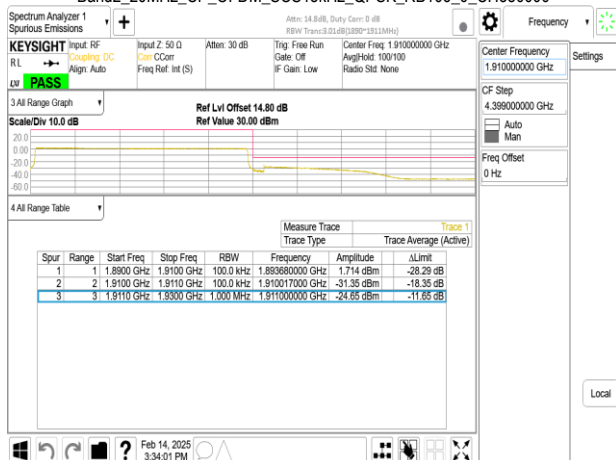 Spectrum Analyzer 1
Spurious Emissions
Attn: 14.8dB, Duty Corr: 0 dB
RBW Trans:3.01dB(1890~1911MHz)
Frequency
Settings
KEYSIGHT
Input: RF
Coupling: DC
Align: Auto
Input Z: 50 Ω
Corr CCorr
Freq Ref: Int (S)
Atten: 30 dB
Trig: Free Run
Gate: Off
IF Gain: Low
Center Freq: 1.910000000 GHz
Avg|Hold: 100/100
Radio Std: None
RL
LXI
PASS
Center Frequency
1.910000000 GHz
CF Step
4.399000000 GHz
Auto
Man
Freq Offset
0 Hz
3 All Range Graph
Scale/Div 10.0 dB
Ref Lvl Offset 14.80 dB
Ref Value 30.00 dBm
20.0
0.00
-20.0
-40.0
-60.0
4 All Range Table
Measure Trace Trace 1
Trace Type Trace Average (Active)
Spur Range Start Freq Stop Freq RBW Frequency Amplitude ΔLimit
1 1 1.8900 GHz 1.9100 GHz 100.0 kHz 1.893680000 GHz 1.714 dBm -28.29 dB
2 2 1.9100 GHz 1.9110 GHz 100.0 kHz 1.910017000 GHz -31.35 dBm -18.35 dB
3 3 1.9110 GHz 1.9300 GHz 1.000 MHz 1.911000000 GHz -24.65 dBm -11.65 dB
Local
?
Feb 14, 2025
3:34:01 PM